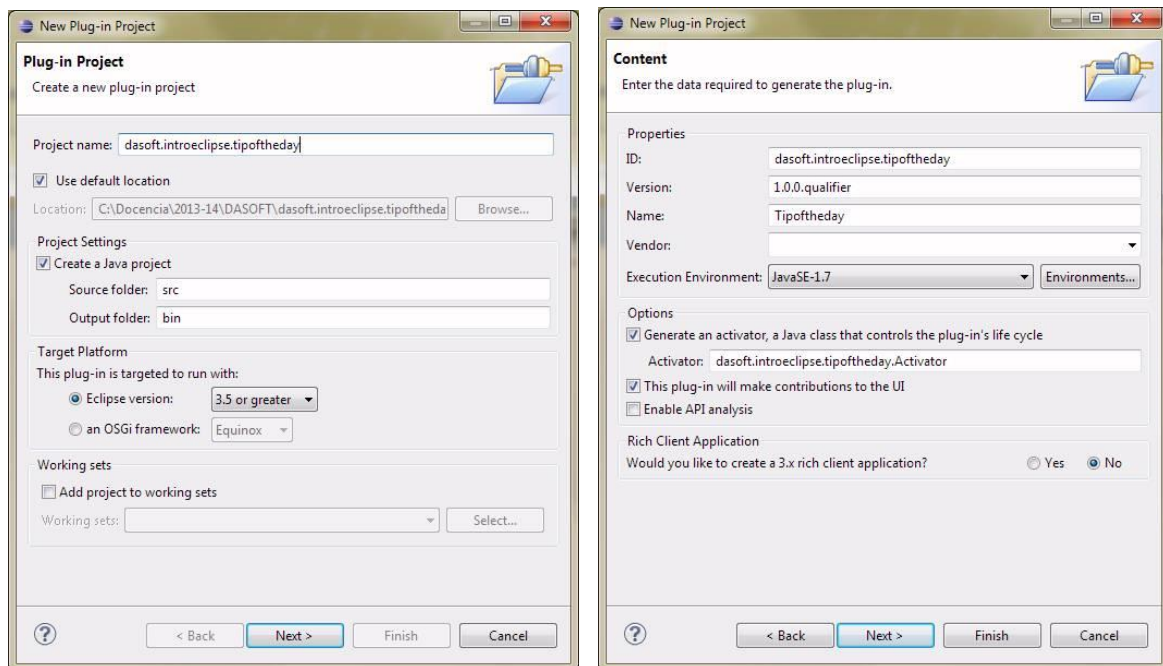 New Plug-in Project
Plug-in Project
Create a new plug-in project
Project name: dasoft.introeclipse.tipoftheday
Use default location
Location: C:\Docencia\2013-14\DASOFT\dasoft.introeclipse.tipoftheda Browse...
Project Settings
Create a Java project
Source folder: src
Output folder: bin
Target Platform
This plug-in is targeted to run with:
Eclipse version: 3.5 or greater
an OSGi framework: Equinox
Working sets
Add project to working sets
Working sets: Select...
? < Back Next > Finish Cancel
New Plug-in Project
Content
Enter the data required to generate the plug-in.
Properties
ID: dasoft.introeclipse.tipoftheday
Version: 1.0.0.qualifier
Name: Tipoftheday
Vendor:
Execution Environment: JavaSE-1.7 Environments...
Options
Generate an activator, a Java class that controls the plug-in's life cycle
Activator: dasoft.introeclipse.tipoftheday.Activator
This plug-in will make contributions to the UI
Enable API analysis
Rich Client Application
Would you like to create a 3.x rich client application? Yes No
? < Back Next > Finish Cancel